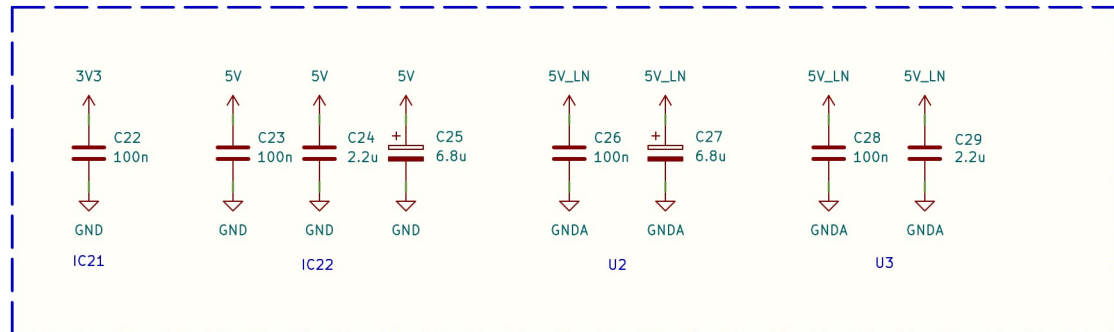 3V3
5V
5V
5V
5V_LN
5V_LN
5V_LN
5V_LN
C22
100n
C23
100n
C24
2.2u
+
C25
6.8u
C26
100n
+
C27
6.8u
C28
100n
C29
2.2u
GND
GND
GND
GND
GNDA
GNDA
GNDA
GNDA
IC21
IC22
U2
U3